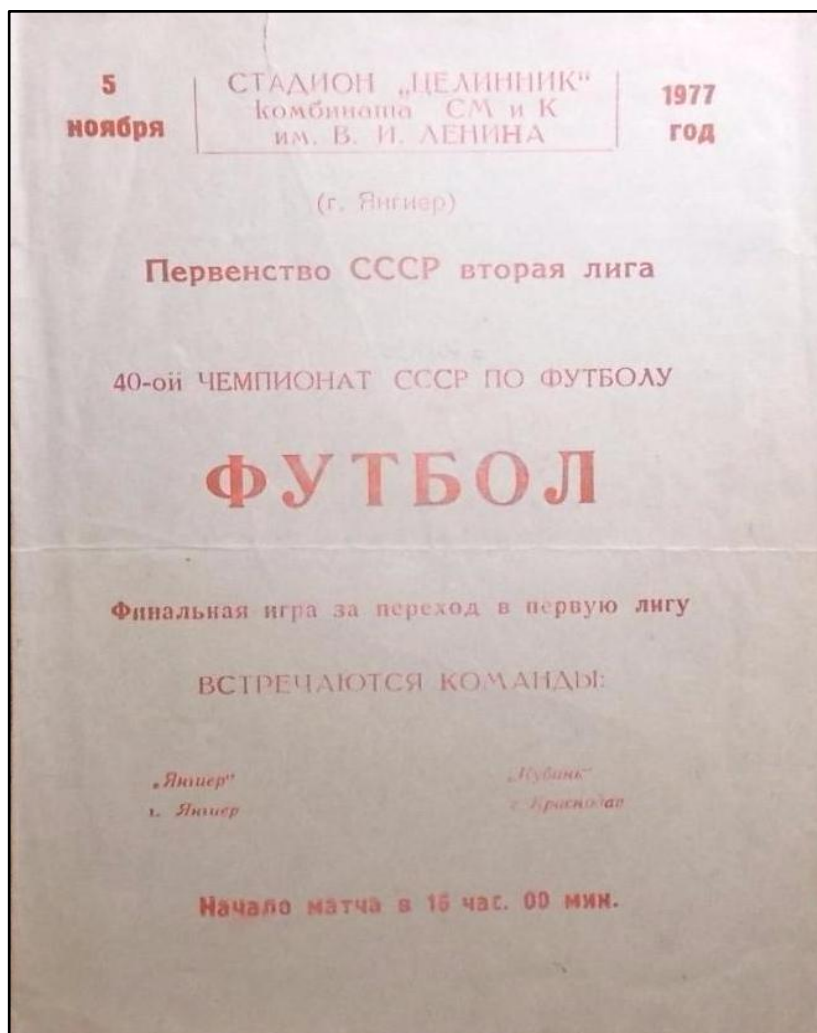 5
ноября
СТАДИОН „ЦЕЛИННИК"
комбината СМ и К
им. В. И. ЛЕНИНА
1977
год
(г. Янгиер)
Первенство СССР вторая лига
40-ой ЧЕМПИОНАТ СССР ПО ФУТБОЛУ
ФУТБОЛ
Финальная игра за переход в первую лигу
ВСТРЕЧАЮТСЯ КОМАНДЫ:
„Янгиер"
г. Янгиер
„Кубань"
г. Краснодар
Начало матча в 16 час. 00 мин.